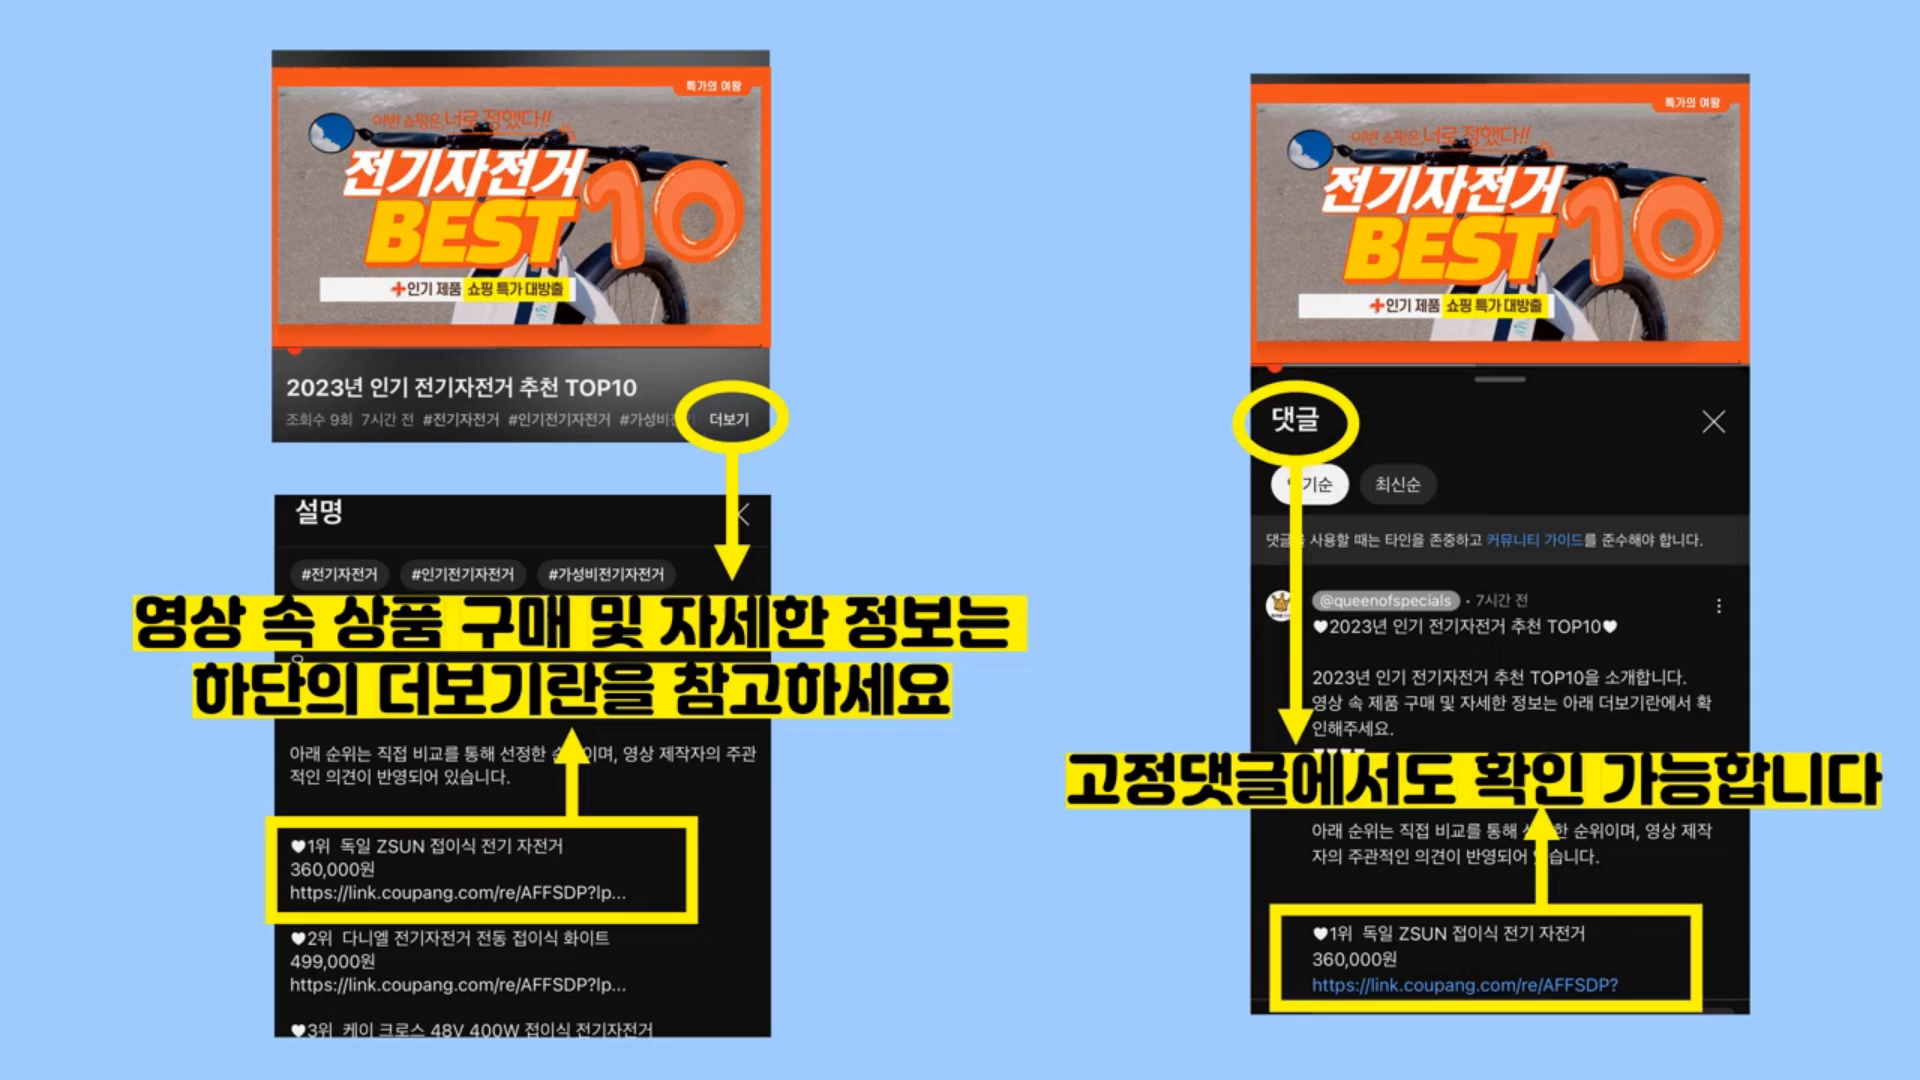 특가의 여왕
이번 쇼핑은,너로 정했다!!
전기자전거
BEST 10
+인기 제품 쇼핑 특가 대방출
2023년 인기 전기자전거 추천 TOP10
조회수 9회 7시간 전 #전기자전거 #인기전기자전거 #가성비 더보기
설명
#전기자전거 #인기전기자전거 #가성비전기자전거
영상 속 상품 구매 및 자세한 정보는
하단의 더보기란을 참고하세요
아래 순위는 직접 비교를 통해 선정한 이며, 영상 제작자의 주관
적인 의견이 반영되어 있습니다.
♥1위 독일 ZSUN 접이식 전기 자전거
360,000원
https://link.coupang.com/re/AFFSDP?lp...
♥2위 다니엘 전기자전거 전동 접이식 화이트
499,000원
https://link.coupang.com/re/AFFSDP?lp...
♥3위 케이 크로스 48V 400W 접이식 전기자전거
특가의 여왕
이번 쇼핑은,너로 정했다!!
전기자전거
BEST 10
+인기 제품 쇼핑 특가 대방출
댓글
기순 최신순
댓글 사용할 때는 타인을 존중하고 커뮤니티 가이드를 준수해야 합니다.
@queenofspecials · 7시간 전
♥2023년 인기 전기자전거 추천 TOP10♥
2023년 인기 전기자전거 추천 TOP10을 소개합니다.
영상 속 제품 구매 및 자세한 정보는 아래 더보기란에서 확
인해주세요.
고정댓글에서도 확인 가능합니다
아래 순위는 직접 비교를 통해 한 순위이며, 영상 제작
자의 주관적인 의견이 반영되어 습니다.
♥1위 독일 ZSUN 접이식 전기 자전거
360,000원
https://link.coupang.com/re/AFFSDP?